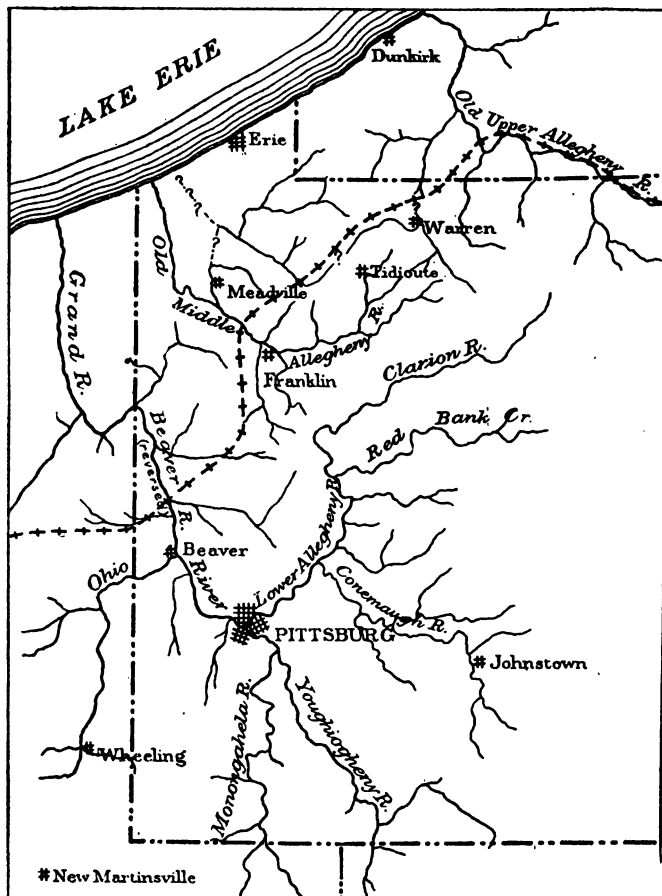 LAKE ERIE
Dunkirk
Erie
Old Upper Allegheny R.
Warren
Old
Middle
Meadville
Tidioute
Grand R.
Allegheny Rr.
Franklin
Clarion R.
Red Bank Cr.
?
?
?
Beaver R.
(reversed)
Beaver
Ohio River
Lower Allegheny R.
Conemaugh R.
PITTSBURG
Johnstown
Monongahela R.
Youghiogheny R.
Wheeling
New Martinsville